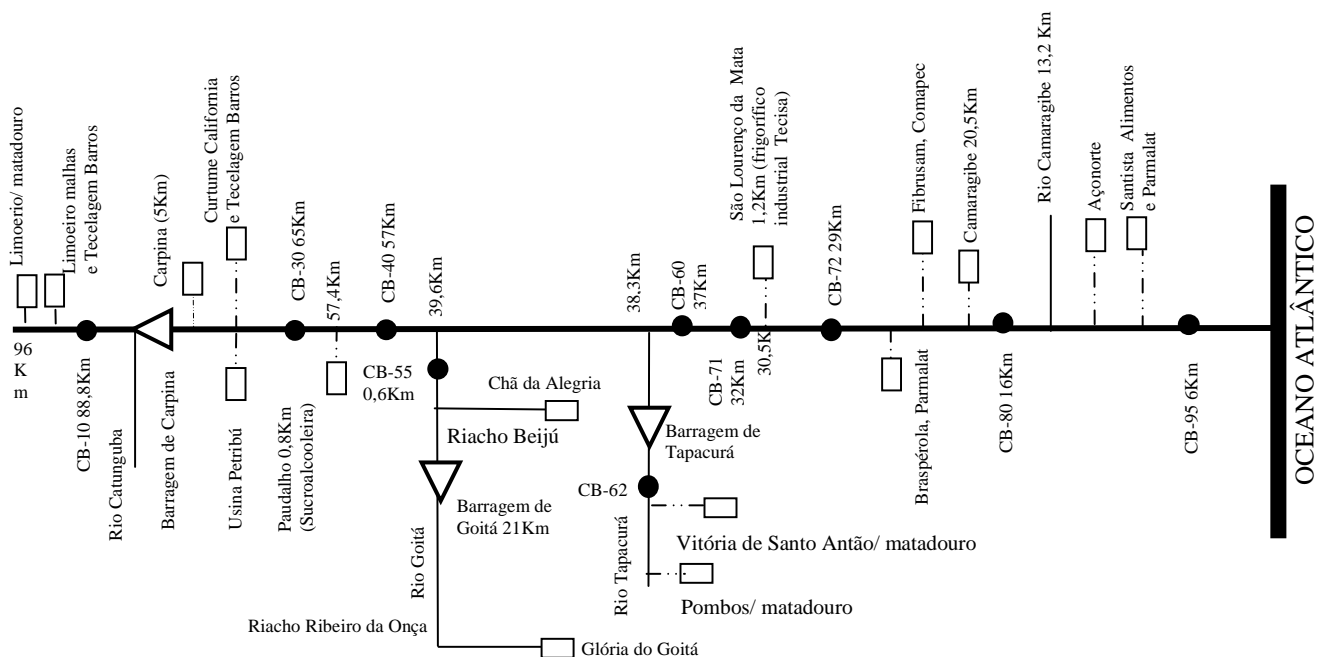 Limoerio/ matadouro
Limoeiro malhas
e Tecelagem Barros
Carpina (5Km)
Curtume California
e Tecelagem Barros
CB-30 65Km
57,4Km
CB-40 57Km
39,6Km
38,3Km
CB-60
37Km
São Lourenço da Mata
1,2Km (frigorífico
industrial Tecisa)
30,5K
CB-72 29Km
Fibrusam, Comapec
Camaragibe 20,5Km
Rio Camaragibe 13,2 Km
Açonorte
Santista Alimentos
e Parmalat
OCEANO ATLÂNTICO
96
K
m
CB-10 88,8Km
Rio Catunguba
Barragem de Carpina
Usina Petribú
Paudalho 0,8Km
(Sucroalcooleira)
CB-55
0,6Km
Chã da Alegria
Riacho Beijú
Barragem de
Goitá 21Km
Rio Goitá
Riacho Ribeiro da Onça
Glória do Goitá
CB-71
32Km
Barragem de
Tapacurá
CB-62
Vitória de Santo Antão/ matadouro
Rio Tapacurá
Pombos/ matadouro
Braspérola, Parmalat
CB-80 16Km
CB-95 6Km